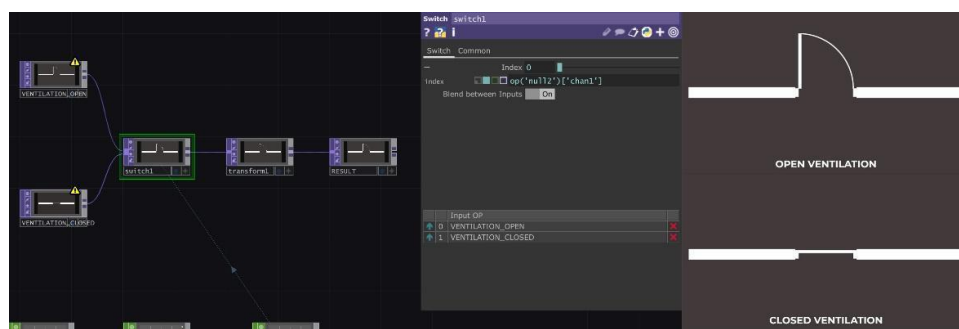 VENTILATION_OPEN
VENTILATION_CLOSED
switch1
transform1
RESULT
Switch switch1
? i
Switch Common
Index 0
index op('null2')['chan1']
Blend between Inputs On
Input OP
0 VENTILATION_OPEN
1 VENTILATION_CLOSED
OPEN VENTILATION
CLOSED VENTILATION